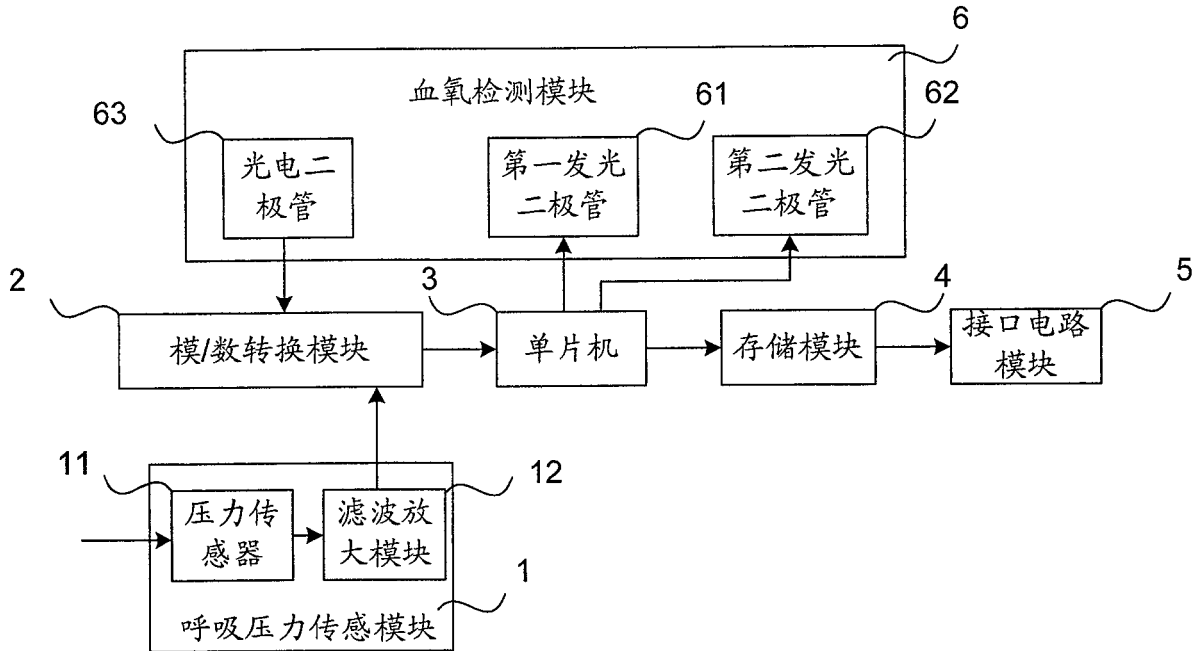 6
血氧检测模块
63
61
62
光电二
极管
第一发光
二极管
第二发光
二极管
2
3
4
5
模/数转换模块
单片机
存储模块
接口电路
模块
11
12
压力传
感器
滤波放
大模块
1
呼吸压力传感模块